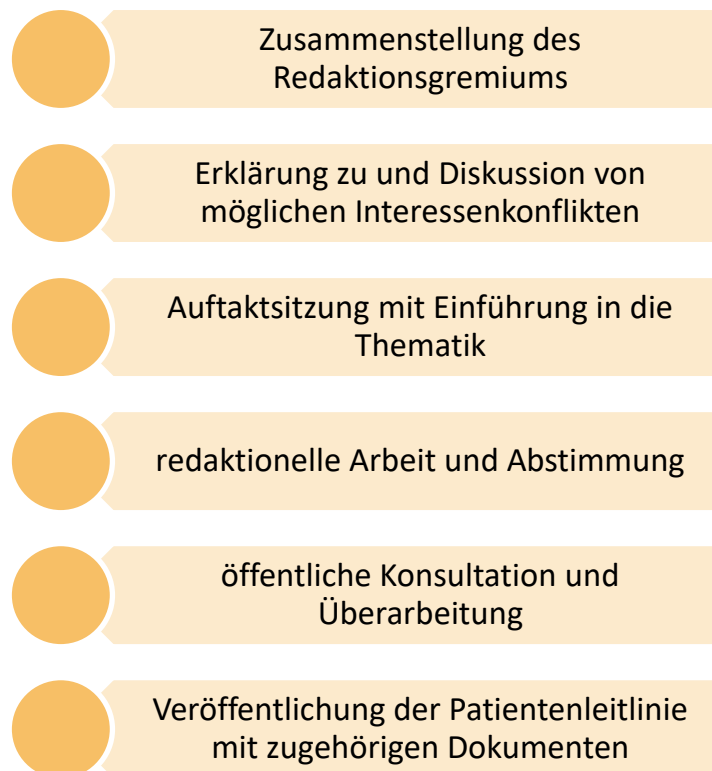 Zusammenstellung des
Redaktionsgremiums
Erklärung zu und Diskussion von
möglichen Interessenkonflikten
Auftaktsitzung mit Einführung in die
Thematik
redaktionelle Arbeit und Abstimmung
öffentliche Konsultation und
Überarbeitung
Veröffentlichung der Patientenleitlinie
mit zugehörigen Dokumenten